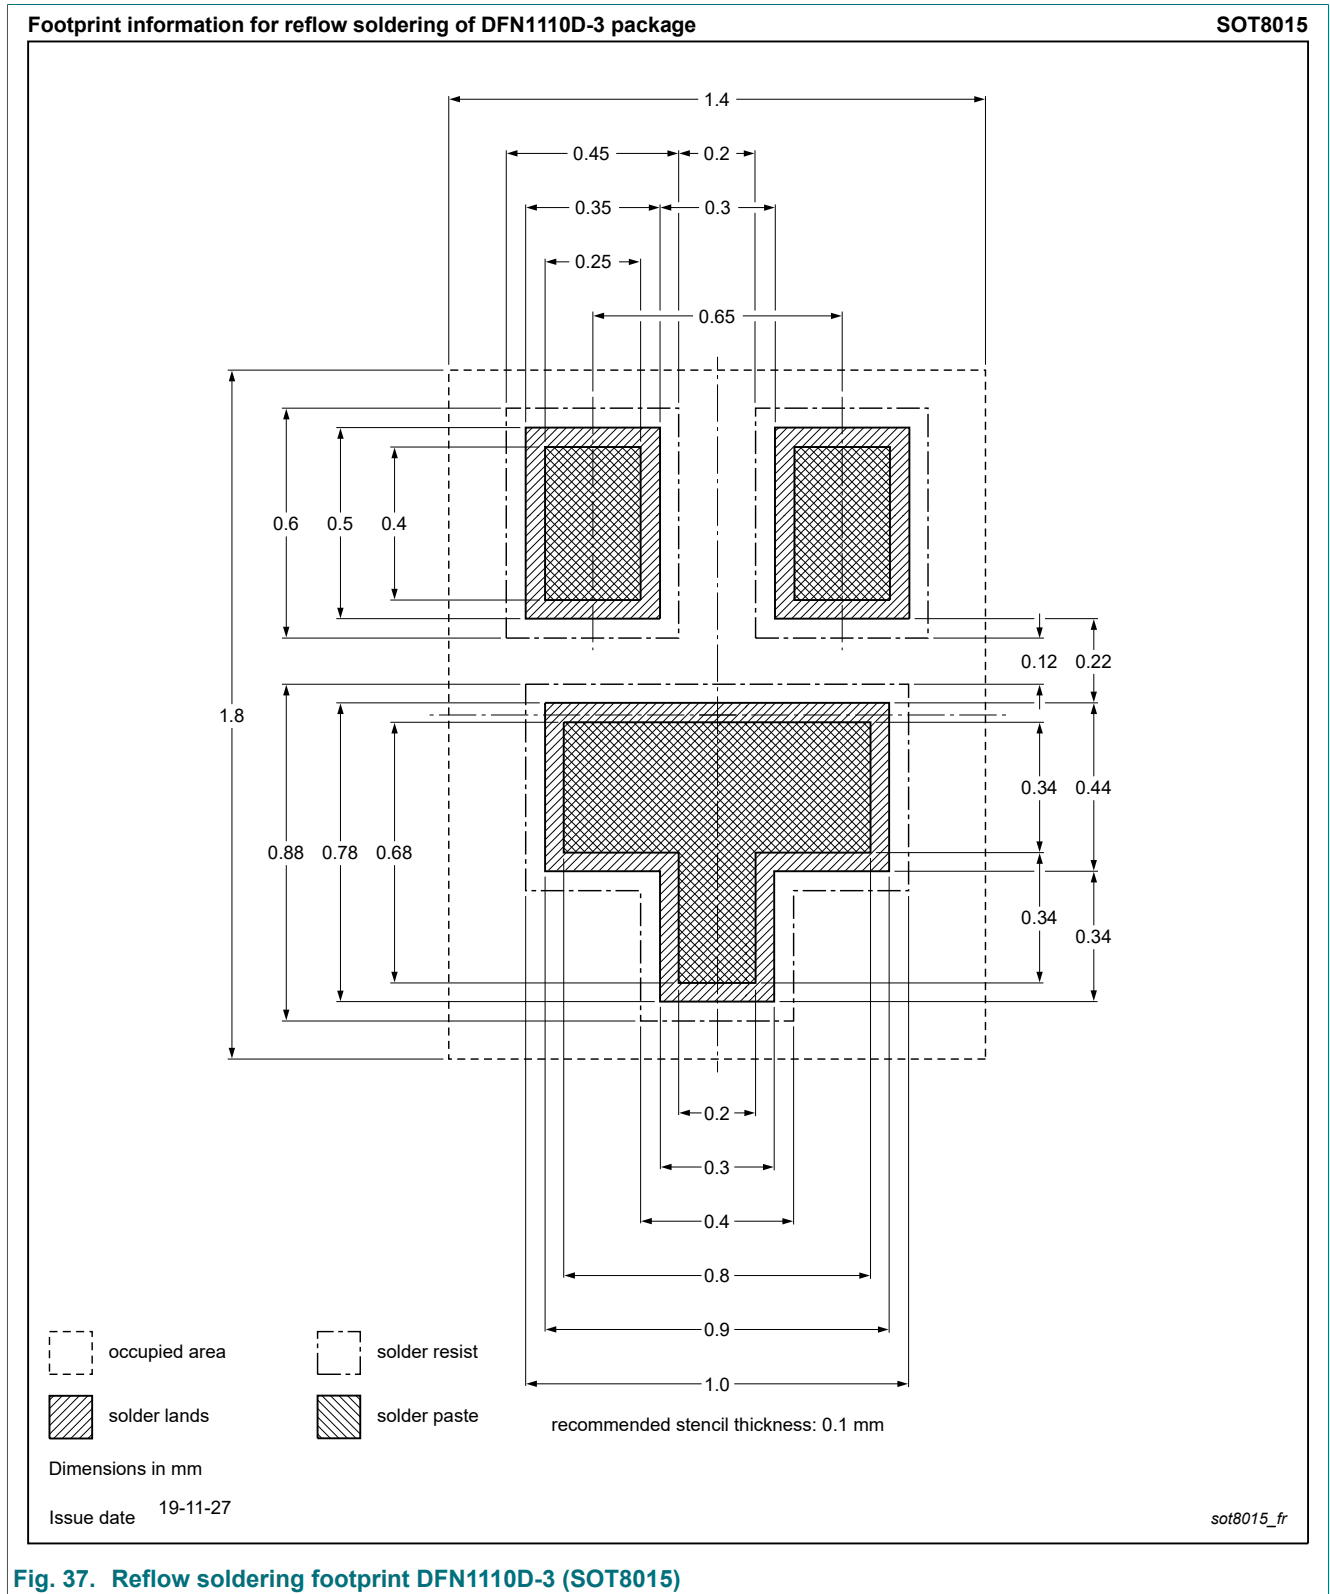 Footprint information for reflow soldering of DFN1110D-3 package SOT8015
1.4
0.45 0.2
0.35 0.3
0.25
0.65
0.6 0.5 0.4
0.12 0.22
1.8
0.34 0.44
0.88 0.78 0.68
0.34
0.34
0.2
0.3
0.4
0.8
0.9
1.0
occupied area solder resist
solder lands solder paste recommended stencil thickness: 0.1 mm
Dimensions in mm
Issue date 19-11-27
sot8015_fr
Fig. 37. Reflow soldering footprint DFN1110D-3 (SOT8015)